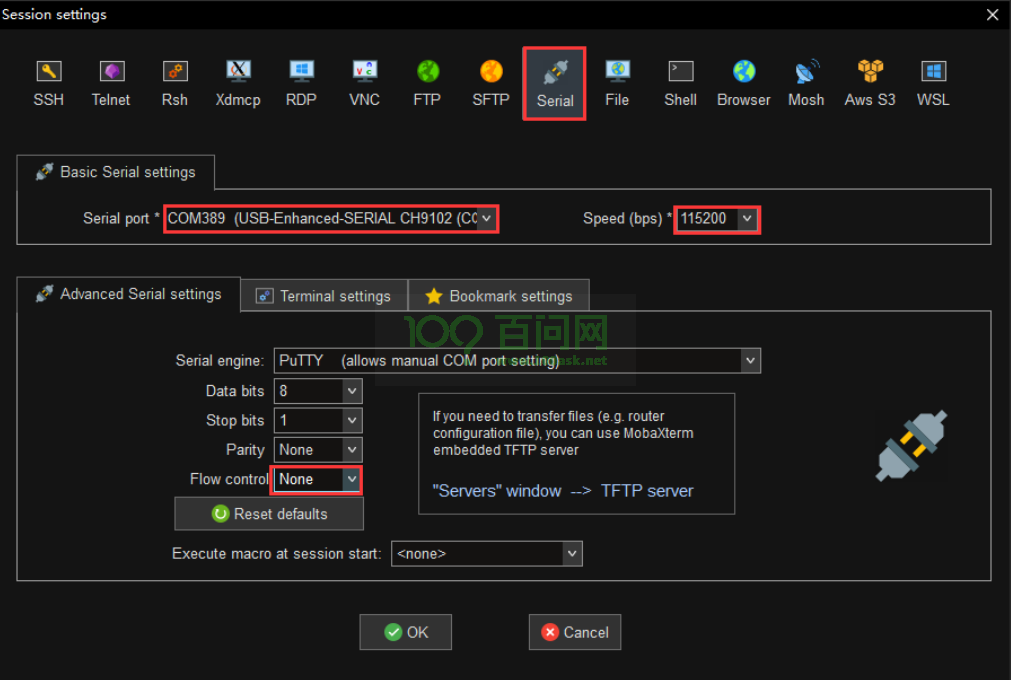 Session settings
SSH Telnet Rsh Xdmcp RDP VNC FTP SFTP Serial File Shell Browser Mosh Aws S3 WSL
Basic Serial settings
Serial port * COM389 (USB-Enhanced-SERIAL CH9102 (CO Speed (bps) * 115200
Advanced Serial settings Terminal settings Bookmark settings
100 百问网
Serial engine: PuTTY (allows manual COM port setting)
Data bits 8
Stop bits 1
Parity None
Flow control None
If you need to transfer files (e.g. router
configuration file), you can use MobaXterm
embedded TFTP server
"Servers" window --> TFTP server
Reset defaults
Execute macro at session start: <none>
OK Cancel